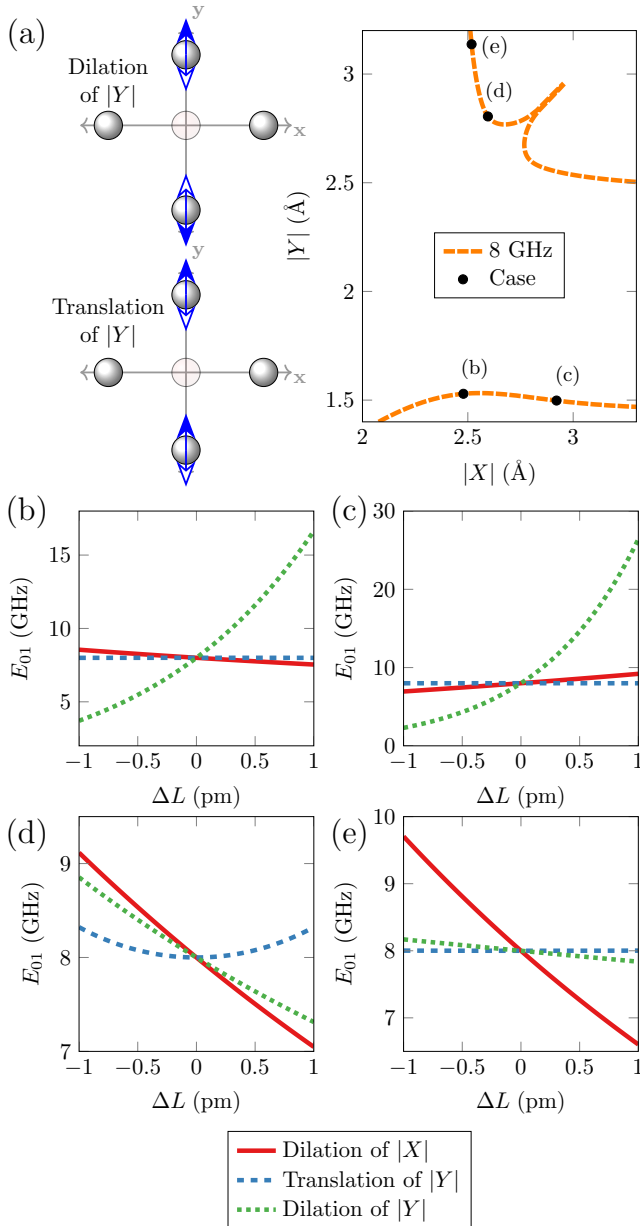 (a)
y
Dilation
of |Y|
x
y
Translation
of |Y|
x
3
2.5
2
1.5
|Y| (Å)
(e)
(d)
8 GHz
Case
(b)
(c)
2
2.5
3
|X| (Å)
(b)
15
10
5
E01 (GHz)
−1
−0.5
0
0.5
1
ΔL (pm)
(c)
30
20
10
0
E01 (GHz)
−1
−0.5
0
0.5
1
ΔL (pm)
(d)
9
8
7
E01 (GHz)
−1
−0.5
0
0.5
1
ΔL (pm)
(e)
10
9
8
7
E01 (GHz)
−1
−0.5
0
0.5
1
ΔL (pm)
Dilation of |X|
Translation of |Y|
Dilation of |Y|